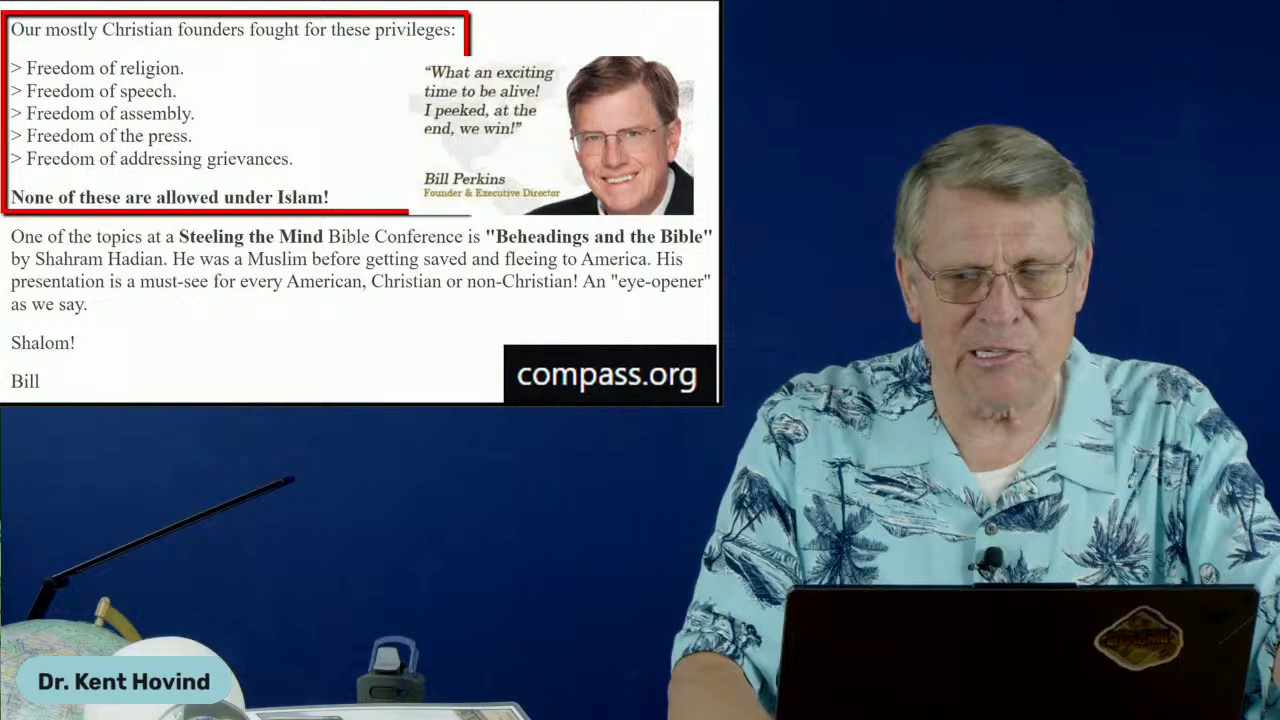 Our mostly Christian founders fought for these privileges:
> Freedom of religion.
> Freedom of speech.
> Freedom of assembly.
> Freedom of the press.
> Freedom of addressing grievances.
None of these are allowed under Islam!
“What an exciting
time to be alive!
I peeked, at the
end, we win!”
Bill Perkins
Founder & Executive Director
One of the topics at a Steeling the Mind Bible Conference is "Beheadings and the Bible"
by Shahram Hadian. He was a Muslim before getting saved and fleeing to America. His
presentation is a must-see for every American, Christian or non-Christian! An "eye-opener"
as we say.
Shalom!
Bill
compass.org
Dr. Kent Hovind